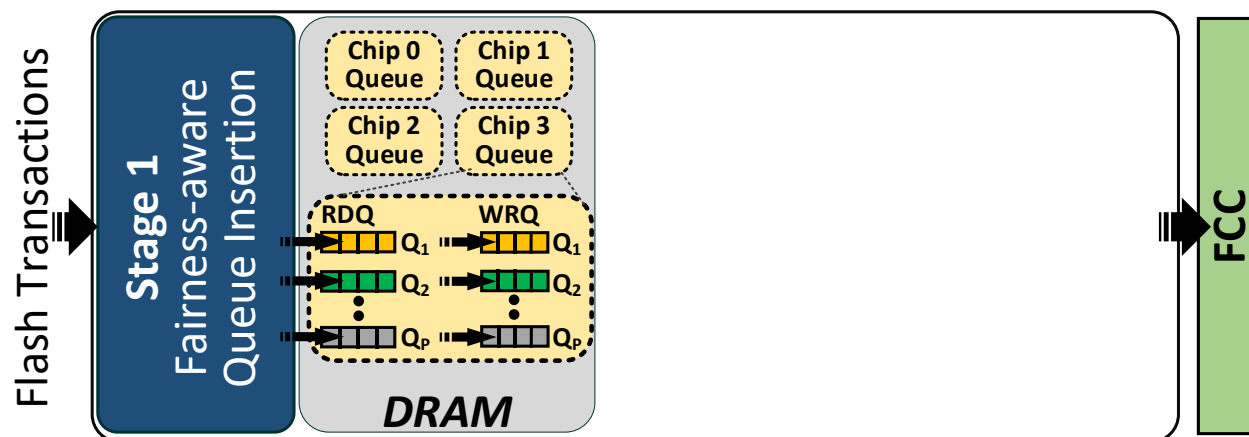 Flash Transactions
Stage 1
Fairness-aware
Queue Insertion
Chip 0
Queue
Chip 1
Queue
Chip 2
Queue
Chip 3
Queue
RDQ
WRQ
Q1
Q1
Q2
Q2
QP
QP
DRAM
FCC